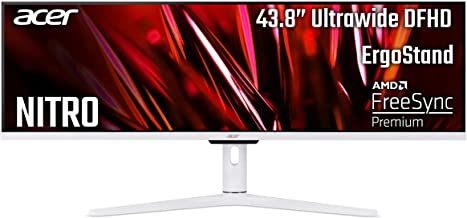 acer
43.8” Ultrawide DFHD
ErgoStand
AMD
FreeSync
Premium
NITRO
acer